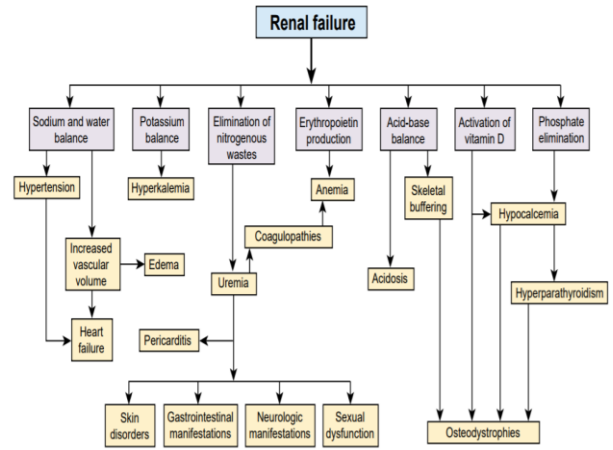 Renal failure
Sodium and water
balance
Potassium
balance
Elimination of
nitrogenous
wastes
Erythropoietin
production
Acid-base
balance
Activation of
vitamin D
Phosphate
elimination
Hypertension
Hyperkalemia
Anemia
Skeletal
buffering
Hypocalcemia
Coagulopathies
Increased
vascular
volume
Edema
Uremia
Acidosis
Hyperparathyroidism
Heart
failure
Pericarditis
Skin
disorders
Gastrointestinal
manifestations
Neurologic
manifestations
Sexual
dysfunction
Osteodystrophies